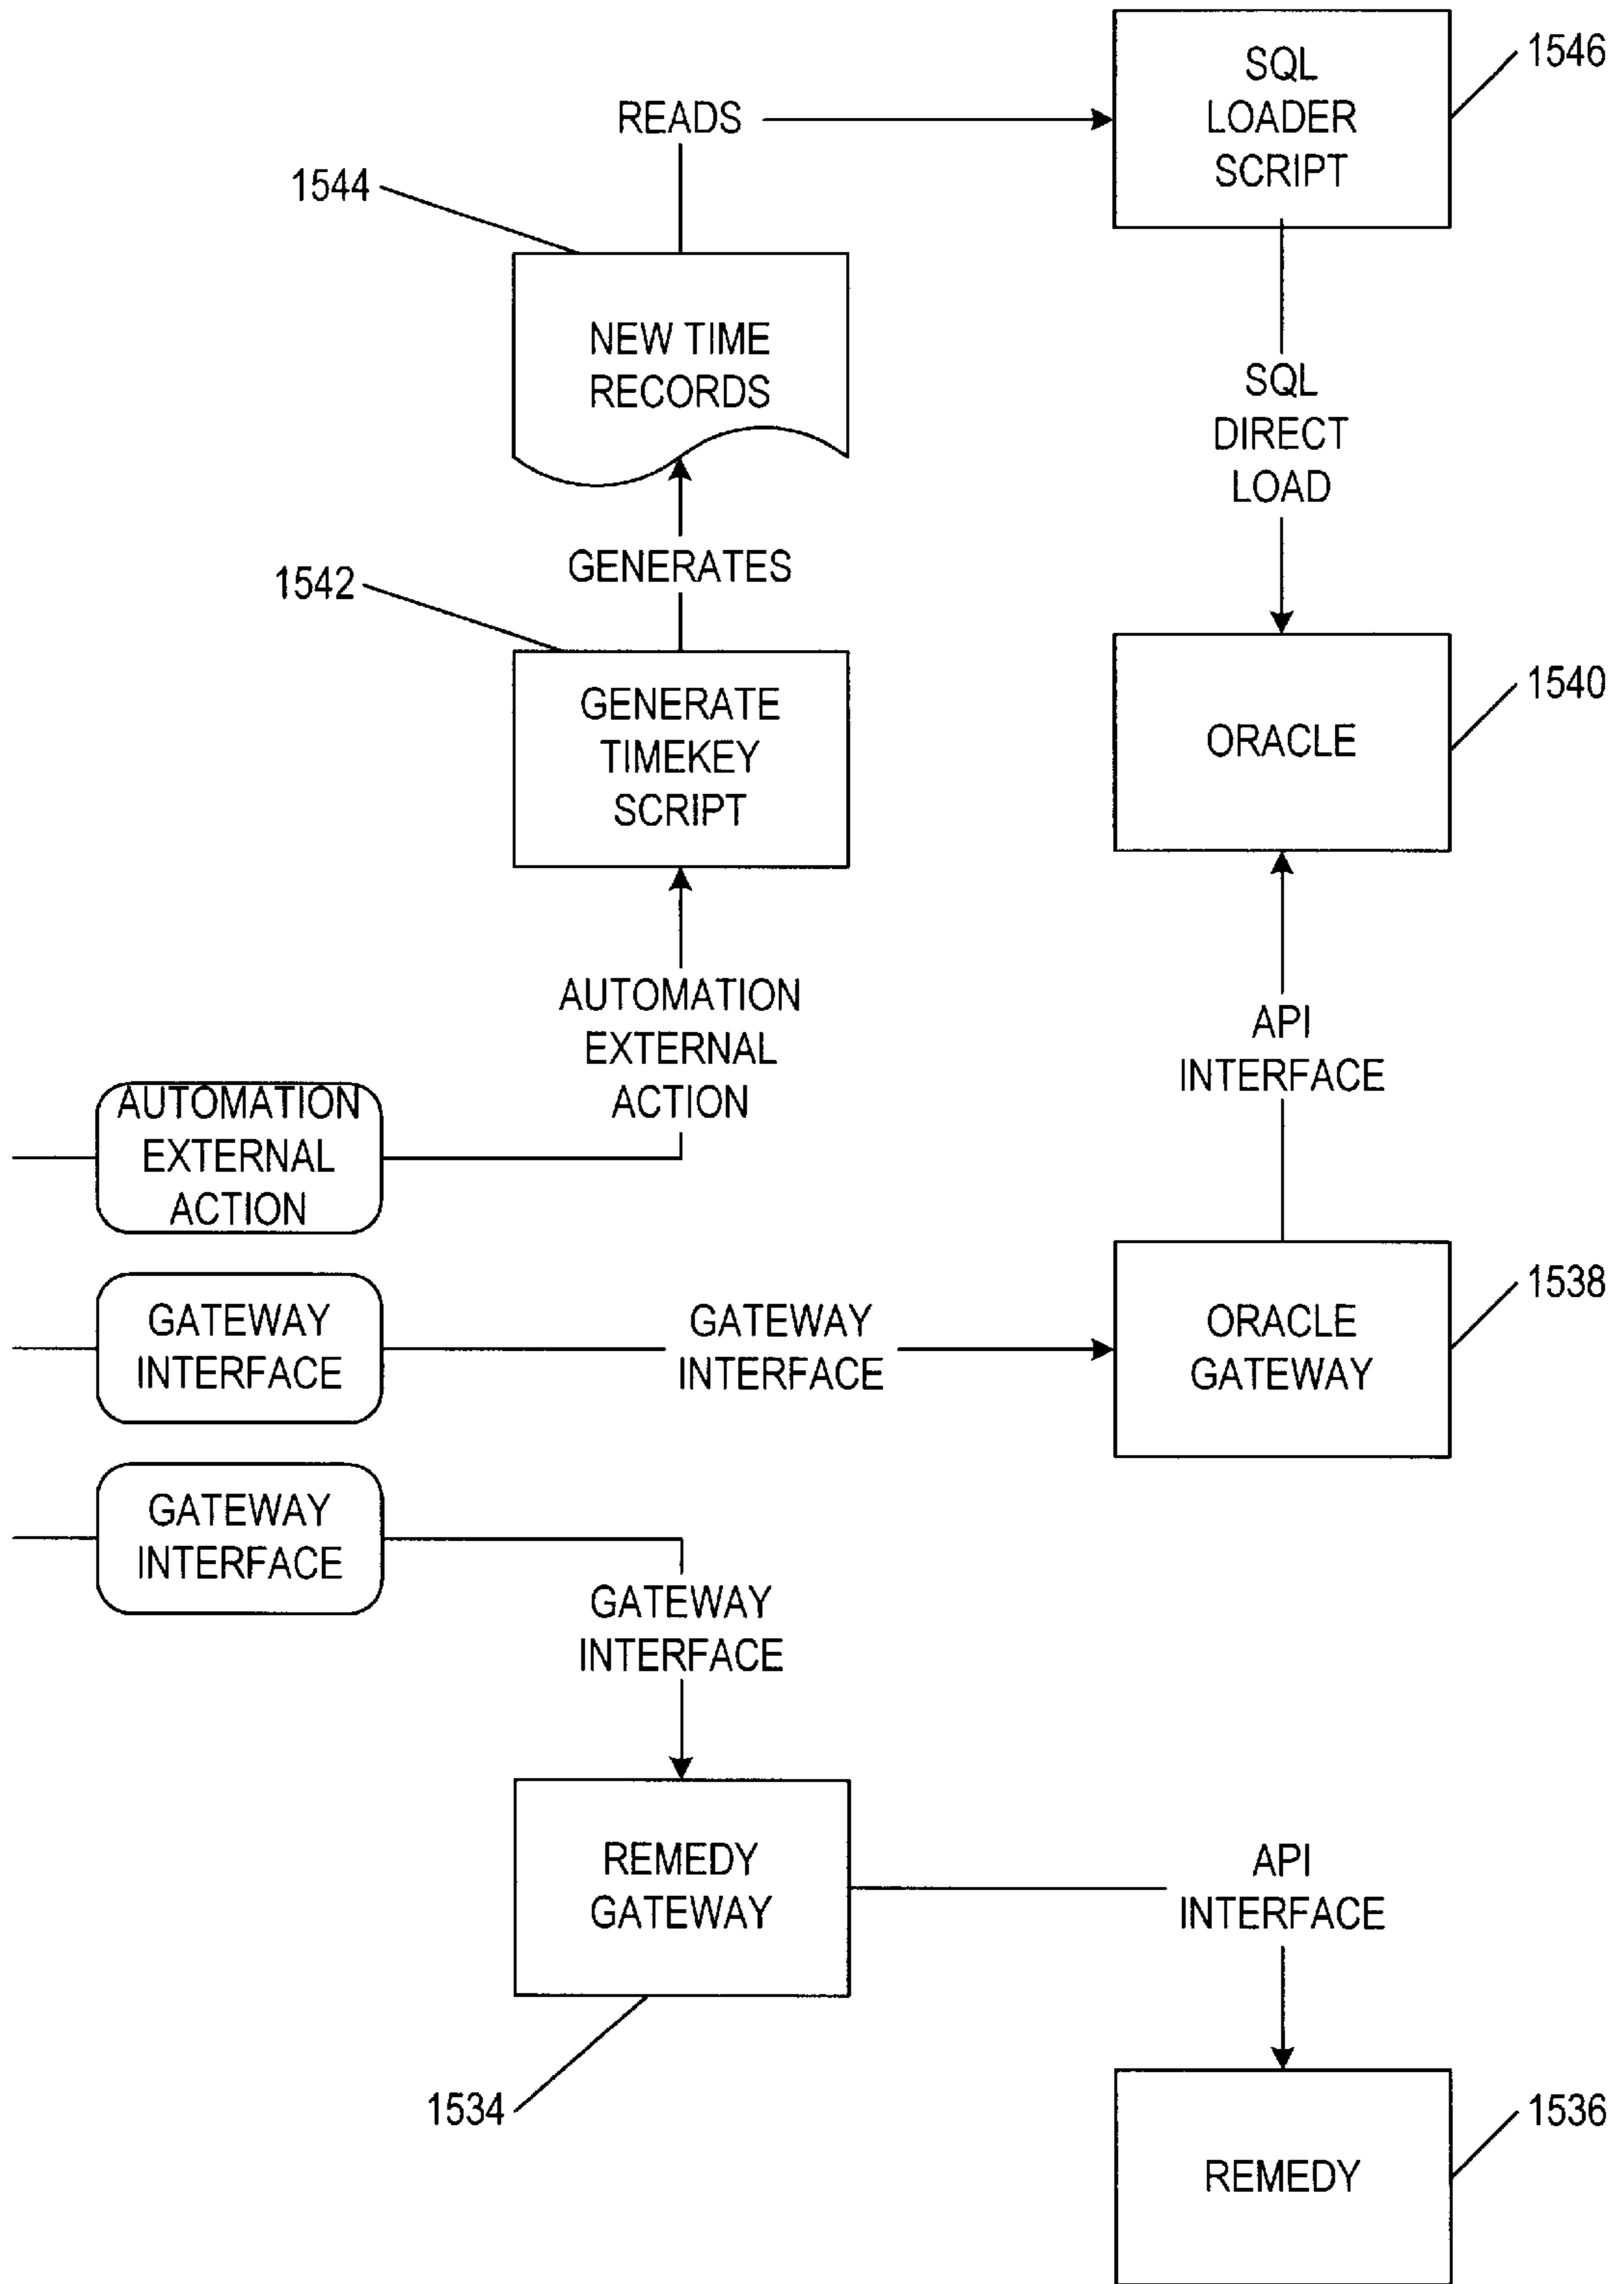 SQL
LOADER
SCRIPT
1546
READS
1544
NEW TIME
RECORDS
SQL
DIRECT
LOAD
GENERATES
1542
GENERATE
TIMEKEY
SCRIPT
ORACLE
1540
AUTOMATION
EXTERNAL
ACTION
API
INTERFACE
AUTOMATION
EXTERNAL
ACTION
GATEWAY
INTERFACE
GATEWAY
INTERFACE
ORACLE
GATEWAY
1538
GATEWAY
INTERFACE
GATEWAY
INTERFACE
REMEDY
GATEWAY
API
INTERFACE
1534
REMEDY
1536